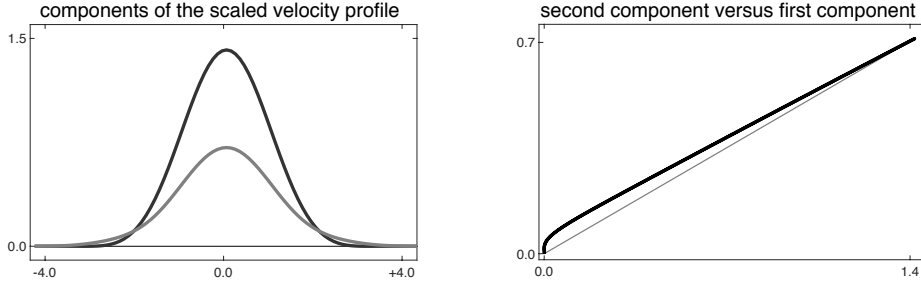 components of the scaled velocity profile
1.5
0.0
-4.0 0.0 +4.0
second component versus first component
0.7
0.0
0.0 1.4